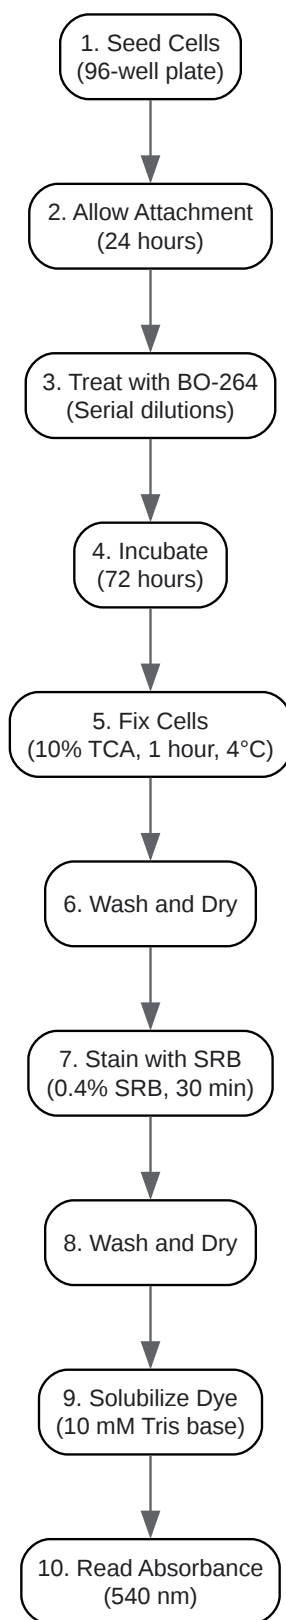 1. Seed Cells
(96-well plate)
2. Allow Attachment
(24 hours)
3. Treat with BO-264
(Serial dilutions)
4. Incubate
(72 hours)
5. Fix Cells
(10% TCA, 1 hour, 4°C)
6. Wash and Dry
7. Stain with SRB
(0.4% SRB, 30 min)
8. Wash and Dry
9. Solubilize Dye
(10 mM Tris base)
10. Read Absorbance
(540 nm)